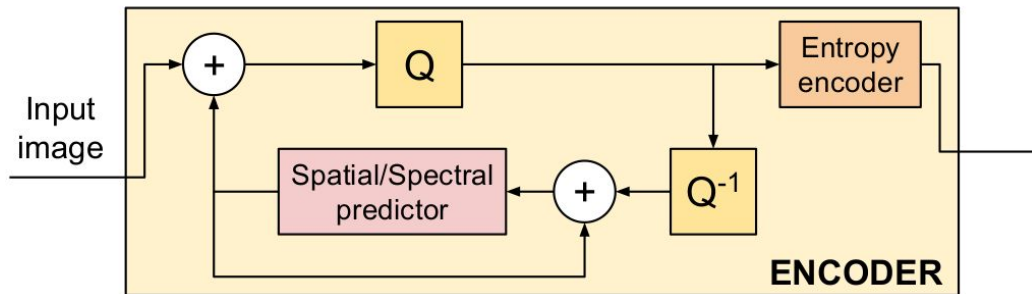 Input
image
+
Q
Entropy
encoder
Spatial/Spectral
predictor
+
Q-1
ENCODER